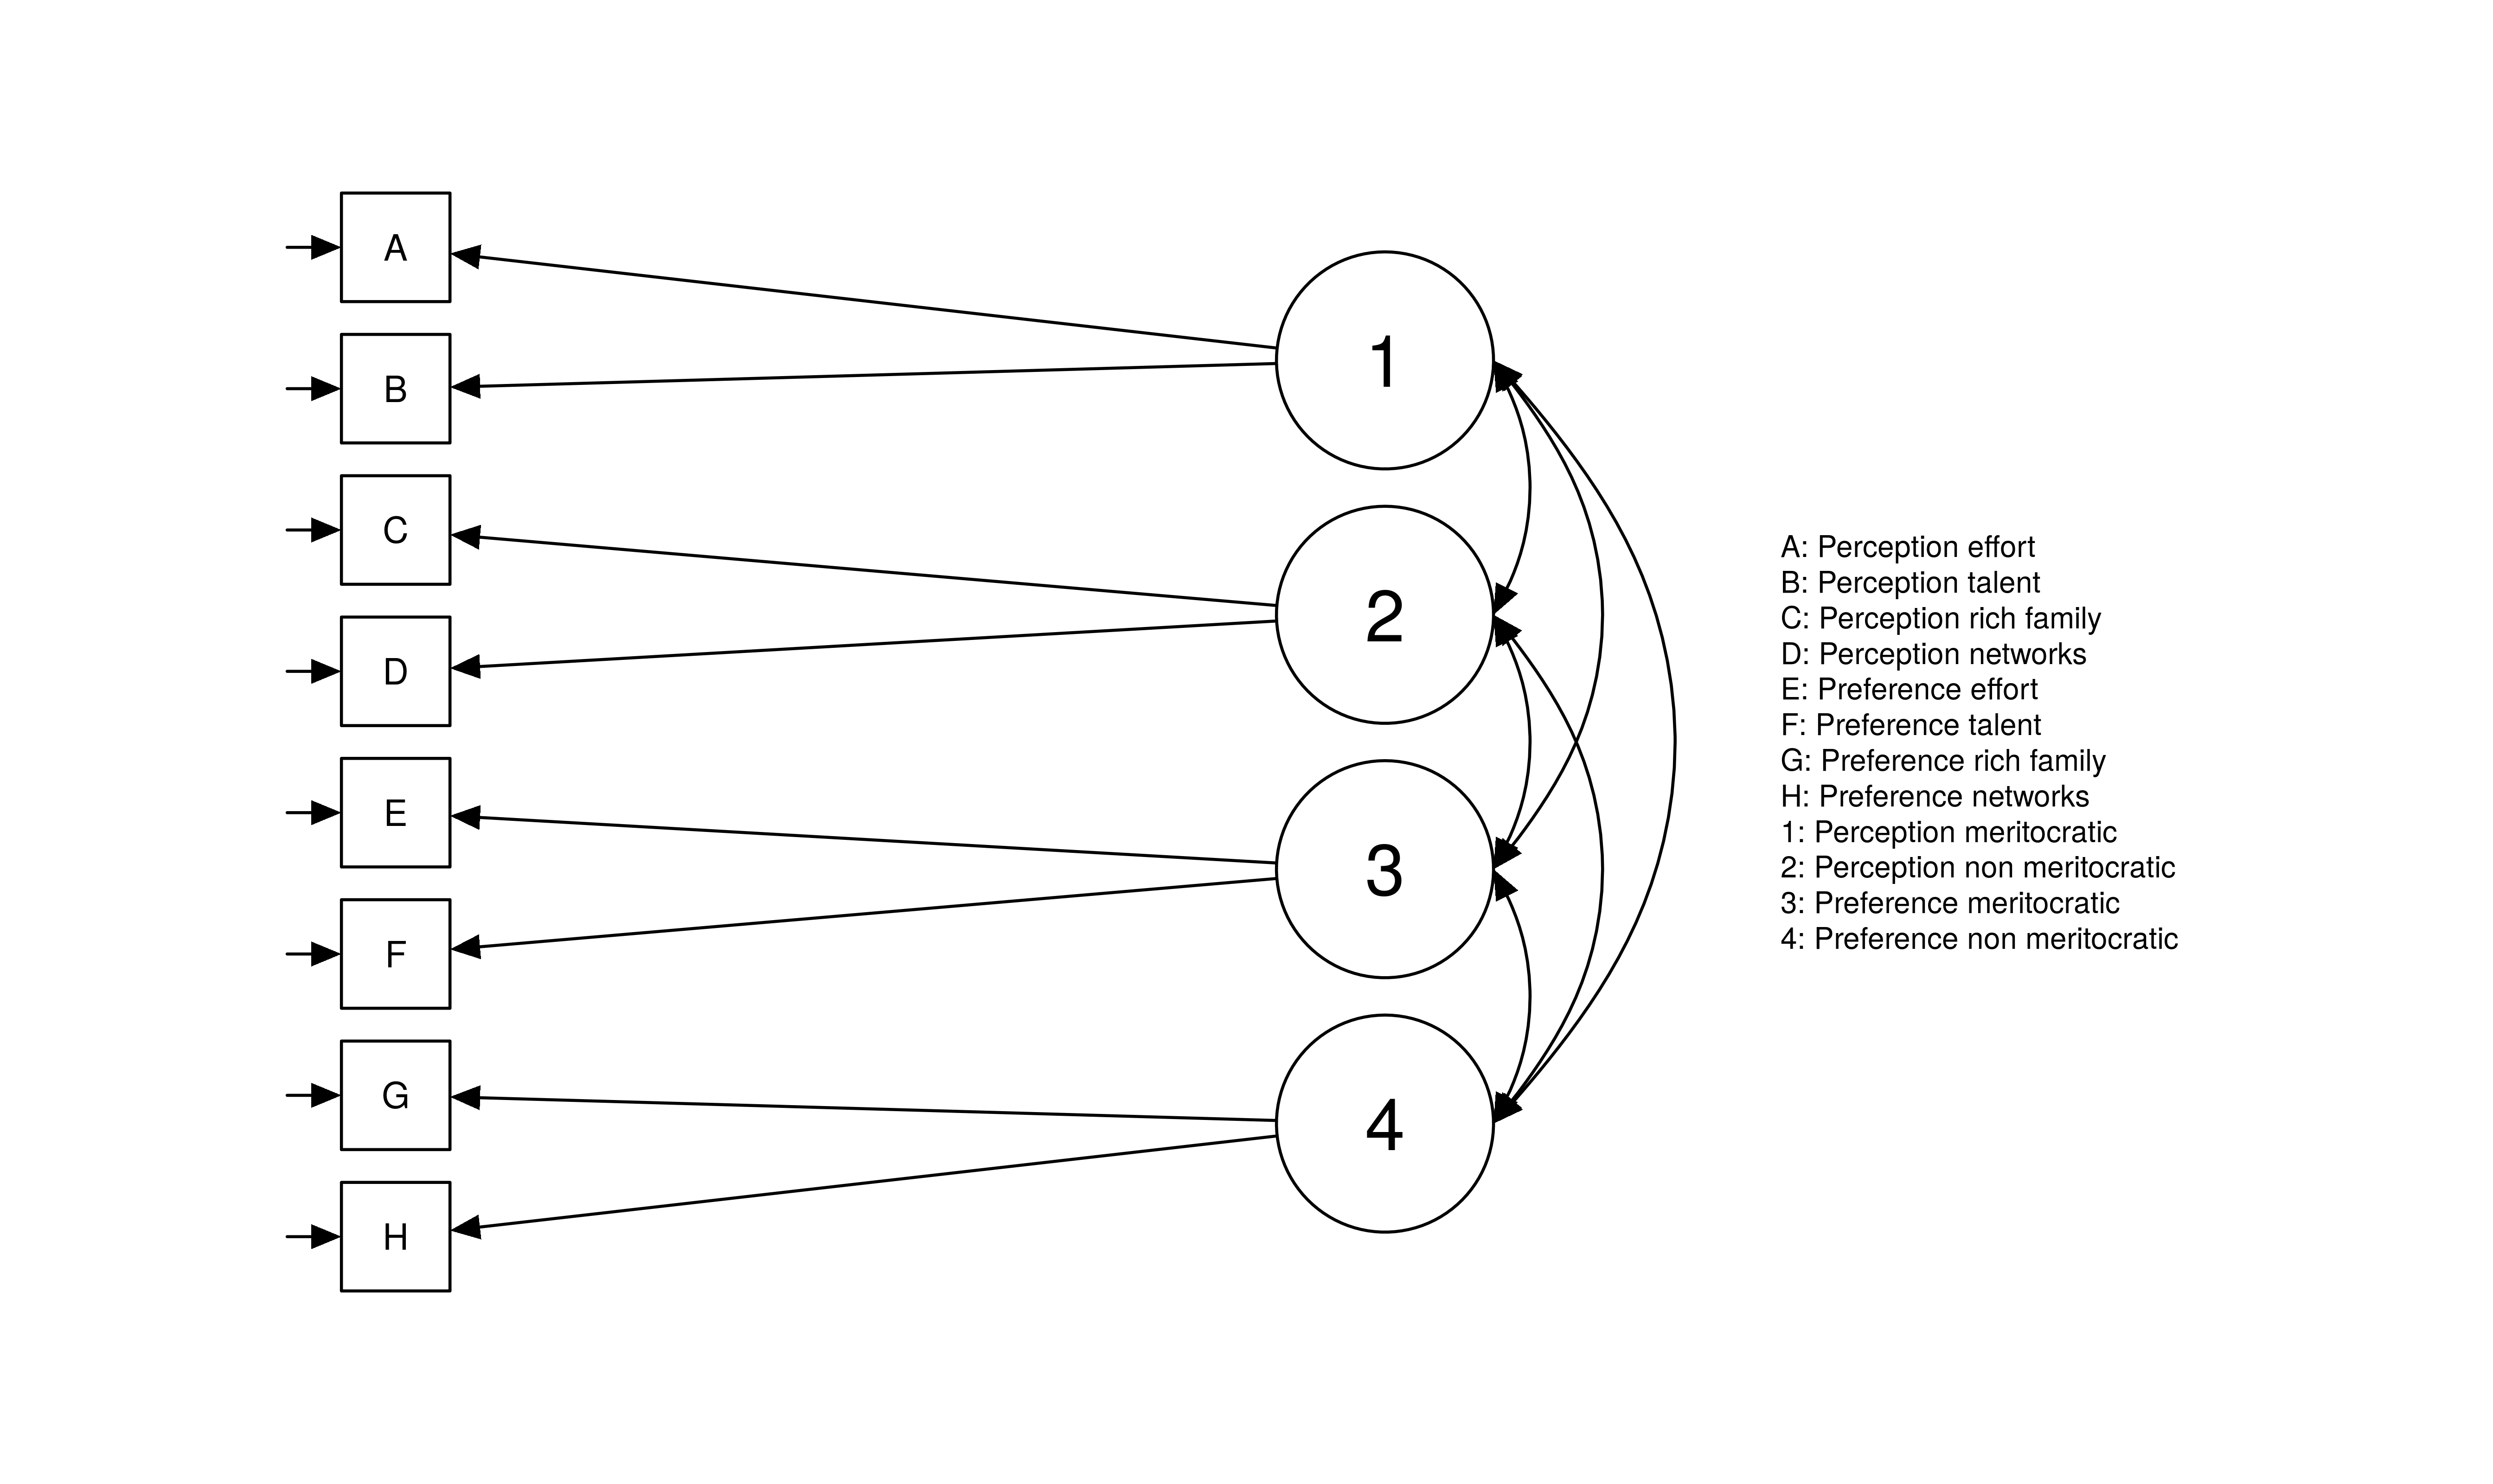 A
B
C
D
E
F
G
H
1
2
3
4
A: Perception effort
B: Perception talent
C: Perception rich family
D: Perception networks
E: Preference effort
F: Preference talent
G: Preference rich family
H: Preference networks
1: Perception meritocratic
2: Perception non meritocratic
3: Preference meritocratic
4: Preference non meritocratic